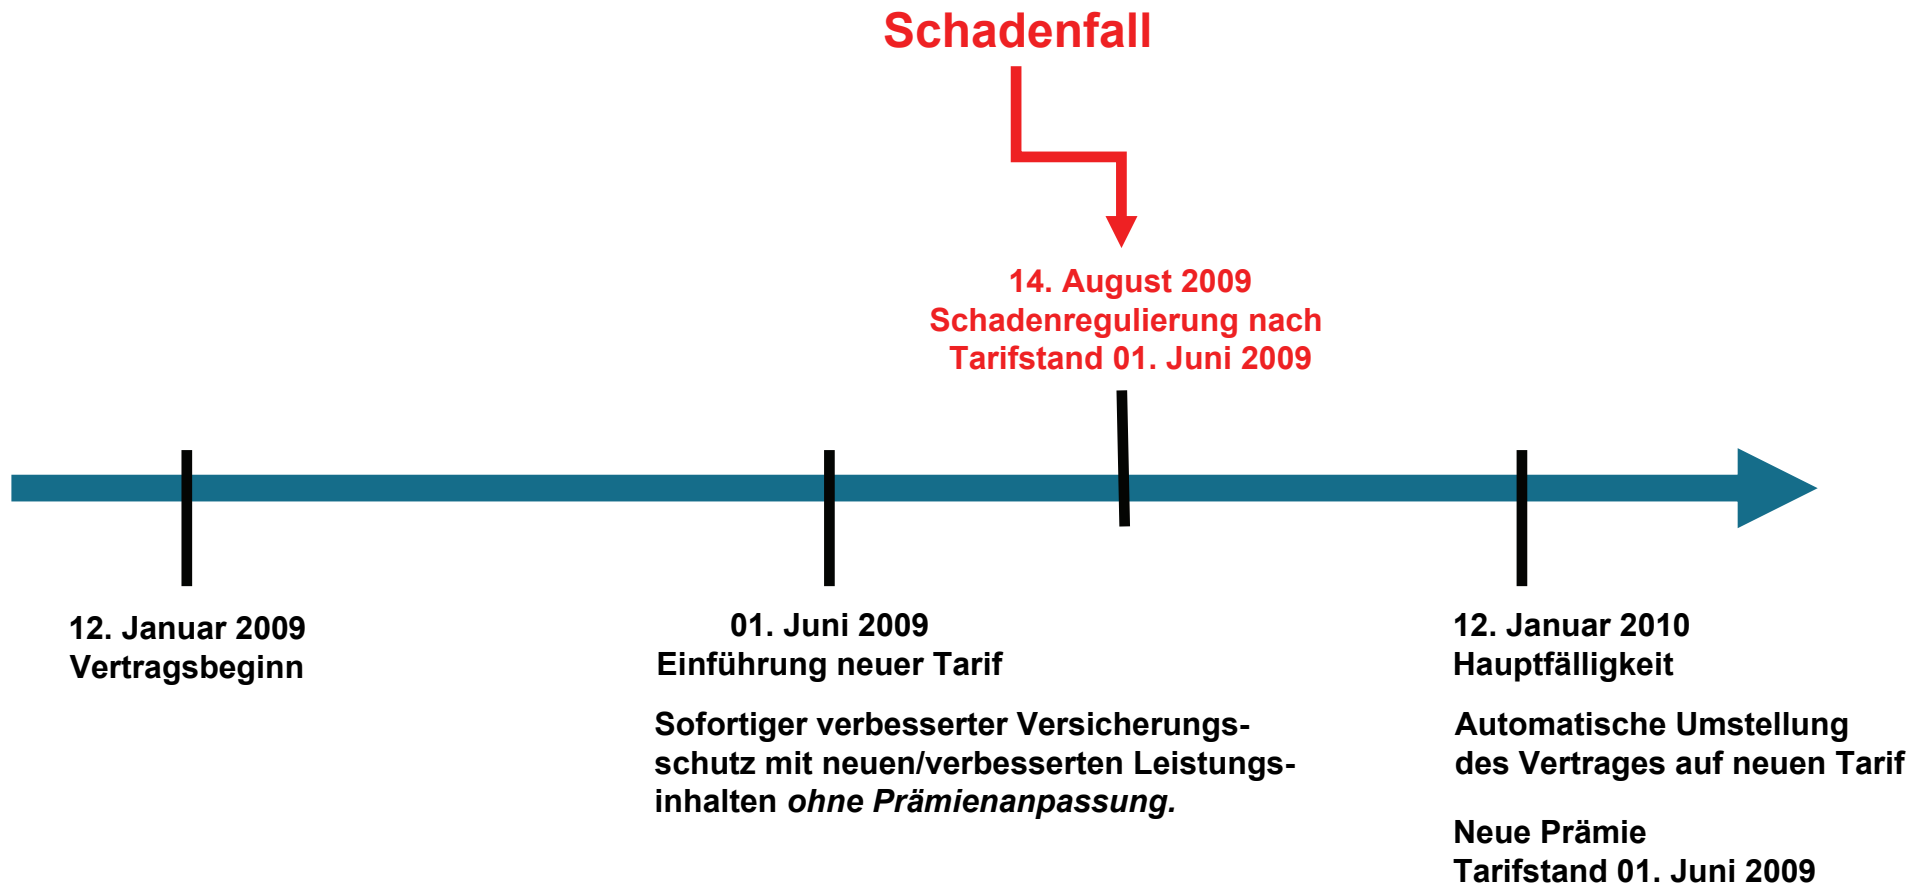 Schadenfall
14. August 2009
Schadenregulierung nach
Tarifstand 01. Juni 2009
12. Januar 2009
Vertragsbeginn
01. Juni 2009
Einführung neuer Tarif
Sofortiger verbesserter Versicherungs-
schutz mit neuen/verbesserten Leistungs-
inhalten ohne Prämienanpassung.
12. Januar 2010
Hauptfälligkeit
Automatische Umstellung
des Vertrages auf neuen Tarif
Neue Prämie
Tarifstand 01. Juni 2009